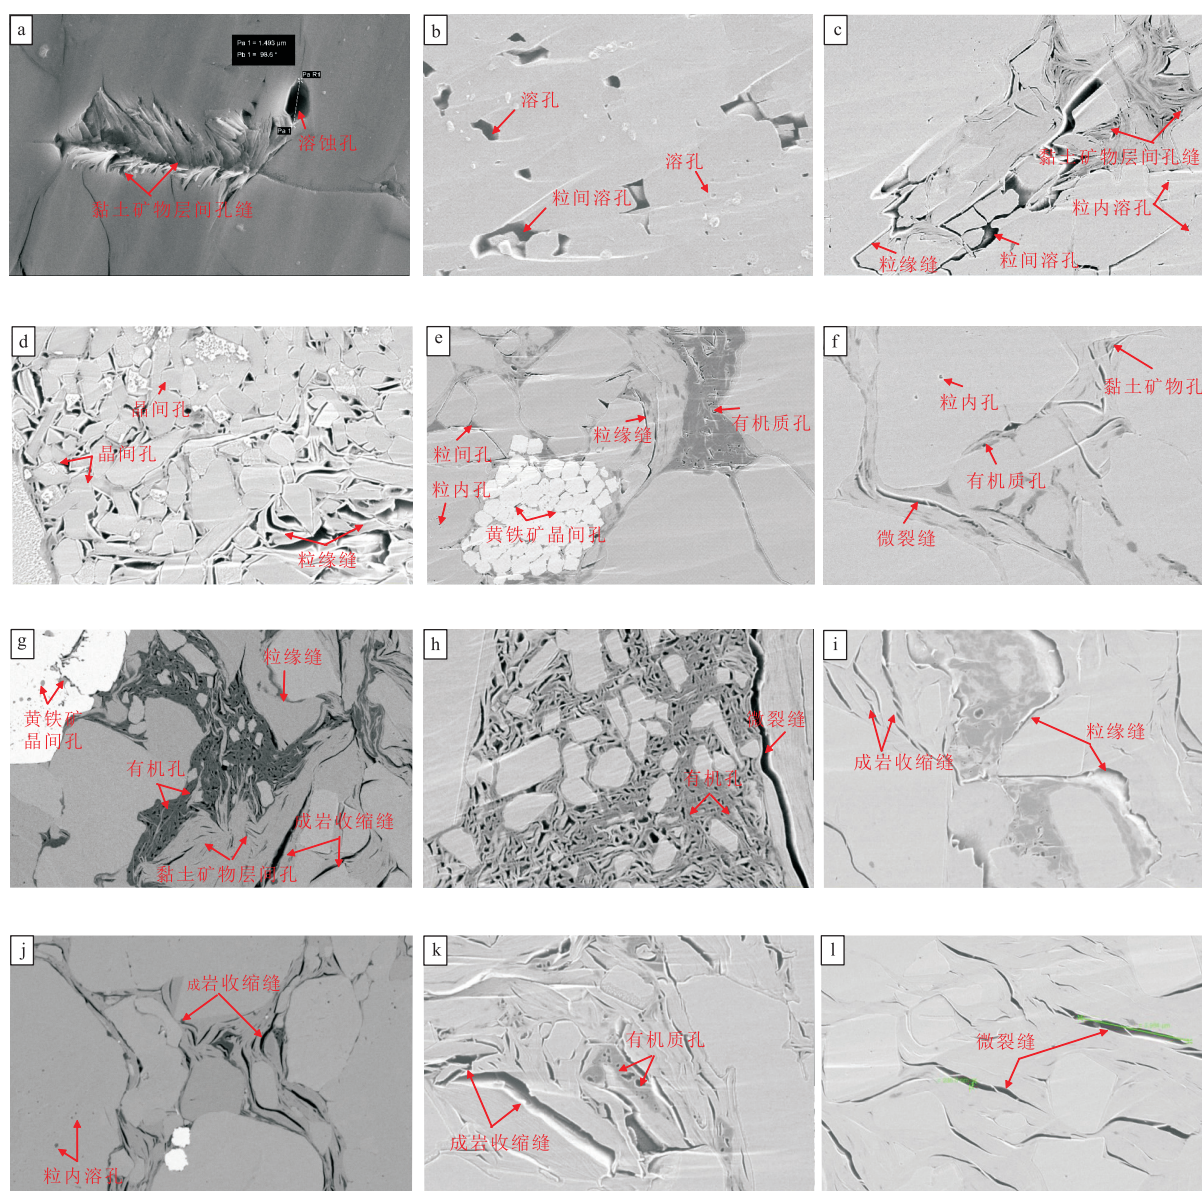 a
Pa 1 = 1.493 μm
Pb 1 = 98.6 °
Pa R1
Pa 1
溶蚀孔
黏土矿物层间孔缝
b
溶孔
溶孔
粒间溶孔
c
黏土矿物层间孔缝
粒内溶孔
粒缘缝
粒间溶孔
d
晶间孔
晶间孔
粒缘缝
e
粒缘缝
有机质孔
粒间孔
粒内孔
黄铁矿晶间孔
f
黏土矿物孔
粒内孔
有机质孔
微裂缝
g
粒缘缝
黄铁矿
晶间孔
有机孔
成岩收缩缝
黏土矿物层间孔
h
微裂缝
有机孔
i
粒缘缝
成岩收缩缝
j
成岩收缩缝
粒内溶孔
k
有机质孔
成岩收缩缝
l
微裂缝